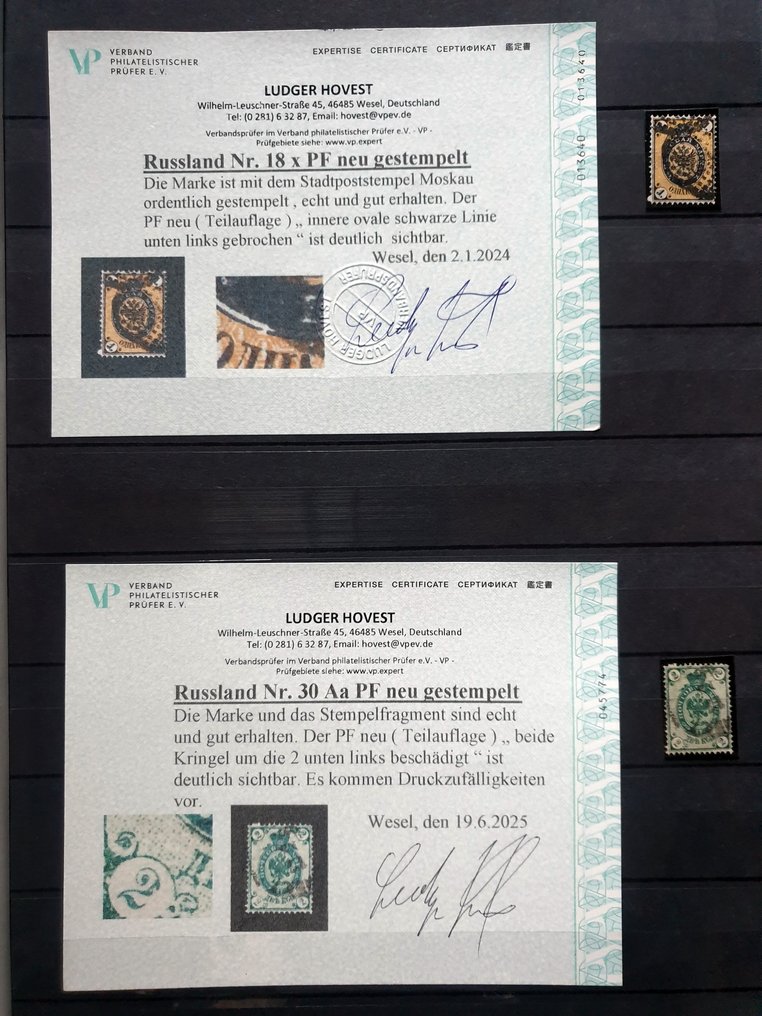 VP VERBAND
PHILATELISTISCHER
PRÜFER E. V.
EXPERTISE CERTIFICATE СЕРТИФИКАТ 鑑定書
013640 013640
LUDGER HOVEST
Wilhelm-Leuschner-Straße 45, 46485 Wesel, Deutschland
Tel: (0 281) 6 32 87, Email: hovest@vpev.de
Verbandsprüfer im Verband philatelistischer Prüfer e.V. - VP -
Prüfgebiete siehe: www.vp.expert
Russland Nr. 18 x PF neu gestempelt
Die Marke ist mit dem Stadtpoststempel Moskau
ordentlich gestempelt , echt und gut erhalten. Der
PF neu ( Teilauflage ) „ innere ovale schwarze Linie
unten links gebrochen “ ist deutlich sichtbar.
Wesel, den 2.1.2024
LUDGER HOVEST
VP
VP VERBAND
PHILATELISTISCHER
PRÜFER E. V.
EXPERTISE CERTIFICATE СЕРТИФИКАТ 鑑定書
045774
LUDGER HOVEST
Wilhelm-Leuschner-Straße 45, 46485 Wesel, Deutschland
Tel: (0 281) 6 32 87, Email: hovest@vpev.de
Verbandsprüfer im Verband philatelistischer Prüfer e.V. - VP -
Prüfgebiete siehe: www.vp.expert
Russland Nr. 30 Aa PF neu gestempelt
Die Marke und das Stempelfragment sind echt
und gut erhalten. Der PF neu ( Teilauflage ) „ beide
Kringel um die 2 unten links beschädigt “ ist
deutlich sichtbar. Es kommen Druckzufälligkeiten
vor.
Wesel, den 19.6.2025
2